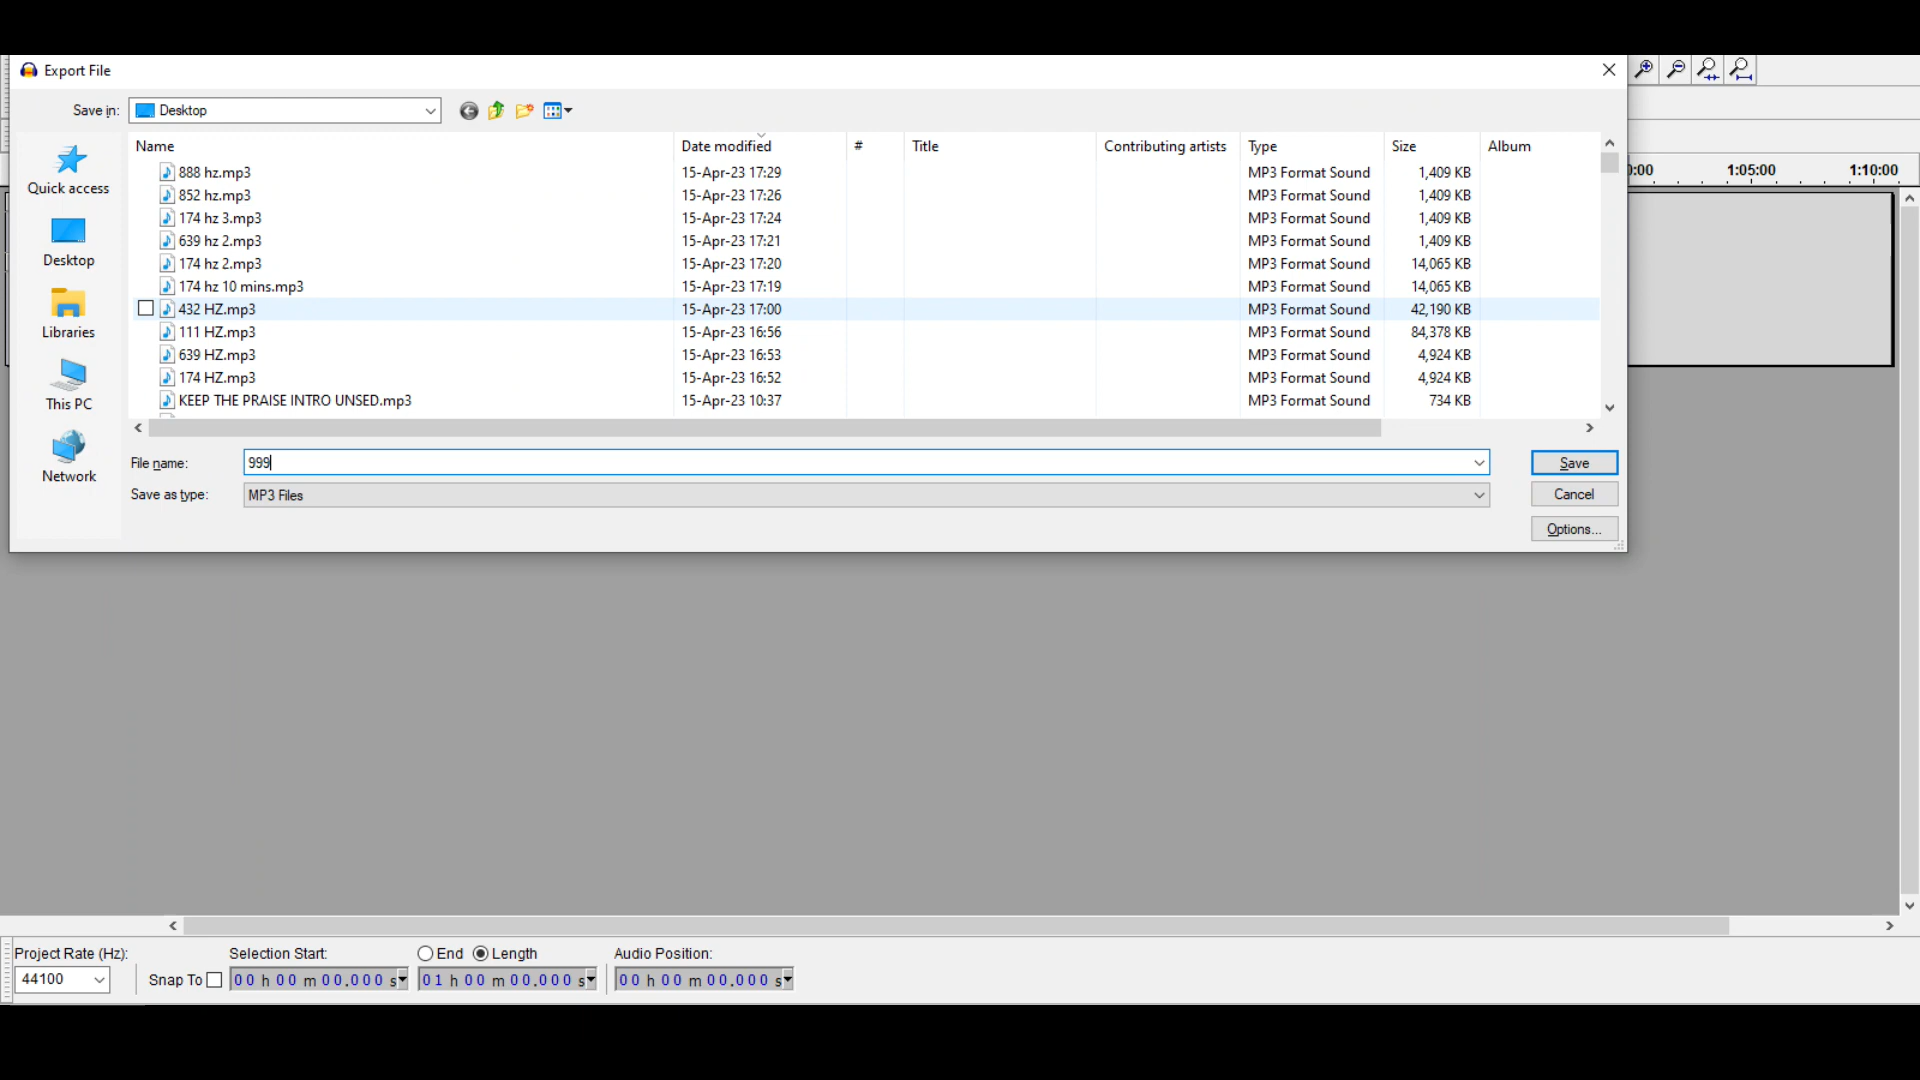 Export File
Save in: Desktop
Name Date modified # Title Contributing artists Type Size Album
888 hz.mp3 15-Apr-23 17:29 MP3 Format Sound 1,409 KB
852 hz.mp3 15-Apr-23 17:26 MP3 Format Sound 1,409 KB
174 hz 3.mp3 15-Apr-23 17:24 MP3 Format Sound 1,409 KB
639 hz 2.mp3 15-Apr-23 17:21 MP3 Format Sound 1,409 KB
174 hz 2.mp3 15-Apr-23 17:20 MP3 Format Sound 14,065 KB
174 hz 10 mins.mp3 15-Apr-23 17:19 MP3 Format Sound 14,065 KB
432 HZ.mp3 15-Apr-23 17:00 MP3 Format Sound 42,190 KB
111 HZ.mp3 15-Apr-23 16:56 MP3 Format Sound 84,378 KB
639 HZ.mp3 15-Apr-23 16:53 MP3 Format Sound 4,924 KB
174 HZ.mp3 15-Apr-23 16:52 MP3 Format Sound 4,924 KB
KEEP THE PRAISE INTRO UNSED.mp3 15-Apr-23 10:37 MP3 Format Sound 734 KB
Quick access
Desktop
Libraries
This PC
Network
File name: 999 Save
Save as type: MP3 Files Cancel
Options...
0:00 1:05:00 1:10:00
Project Rate (Hz): Selection Start: End Length Audio Position:
44100 Snap To 00 h 00 m 00.000 s 01 h 00 m 00.000 s 00 h 00 m 00.000 s